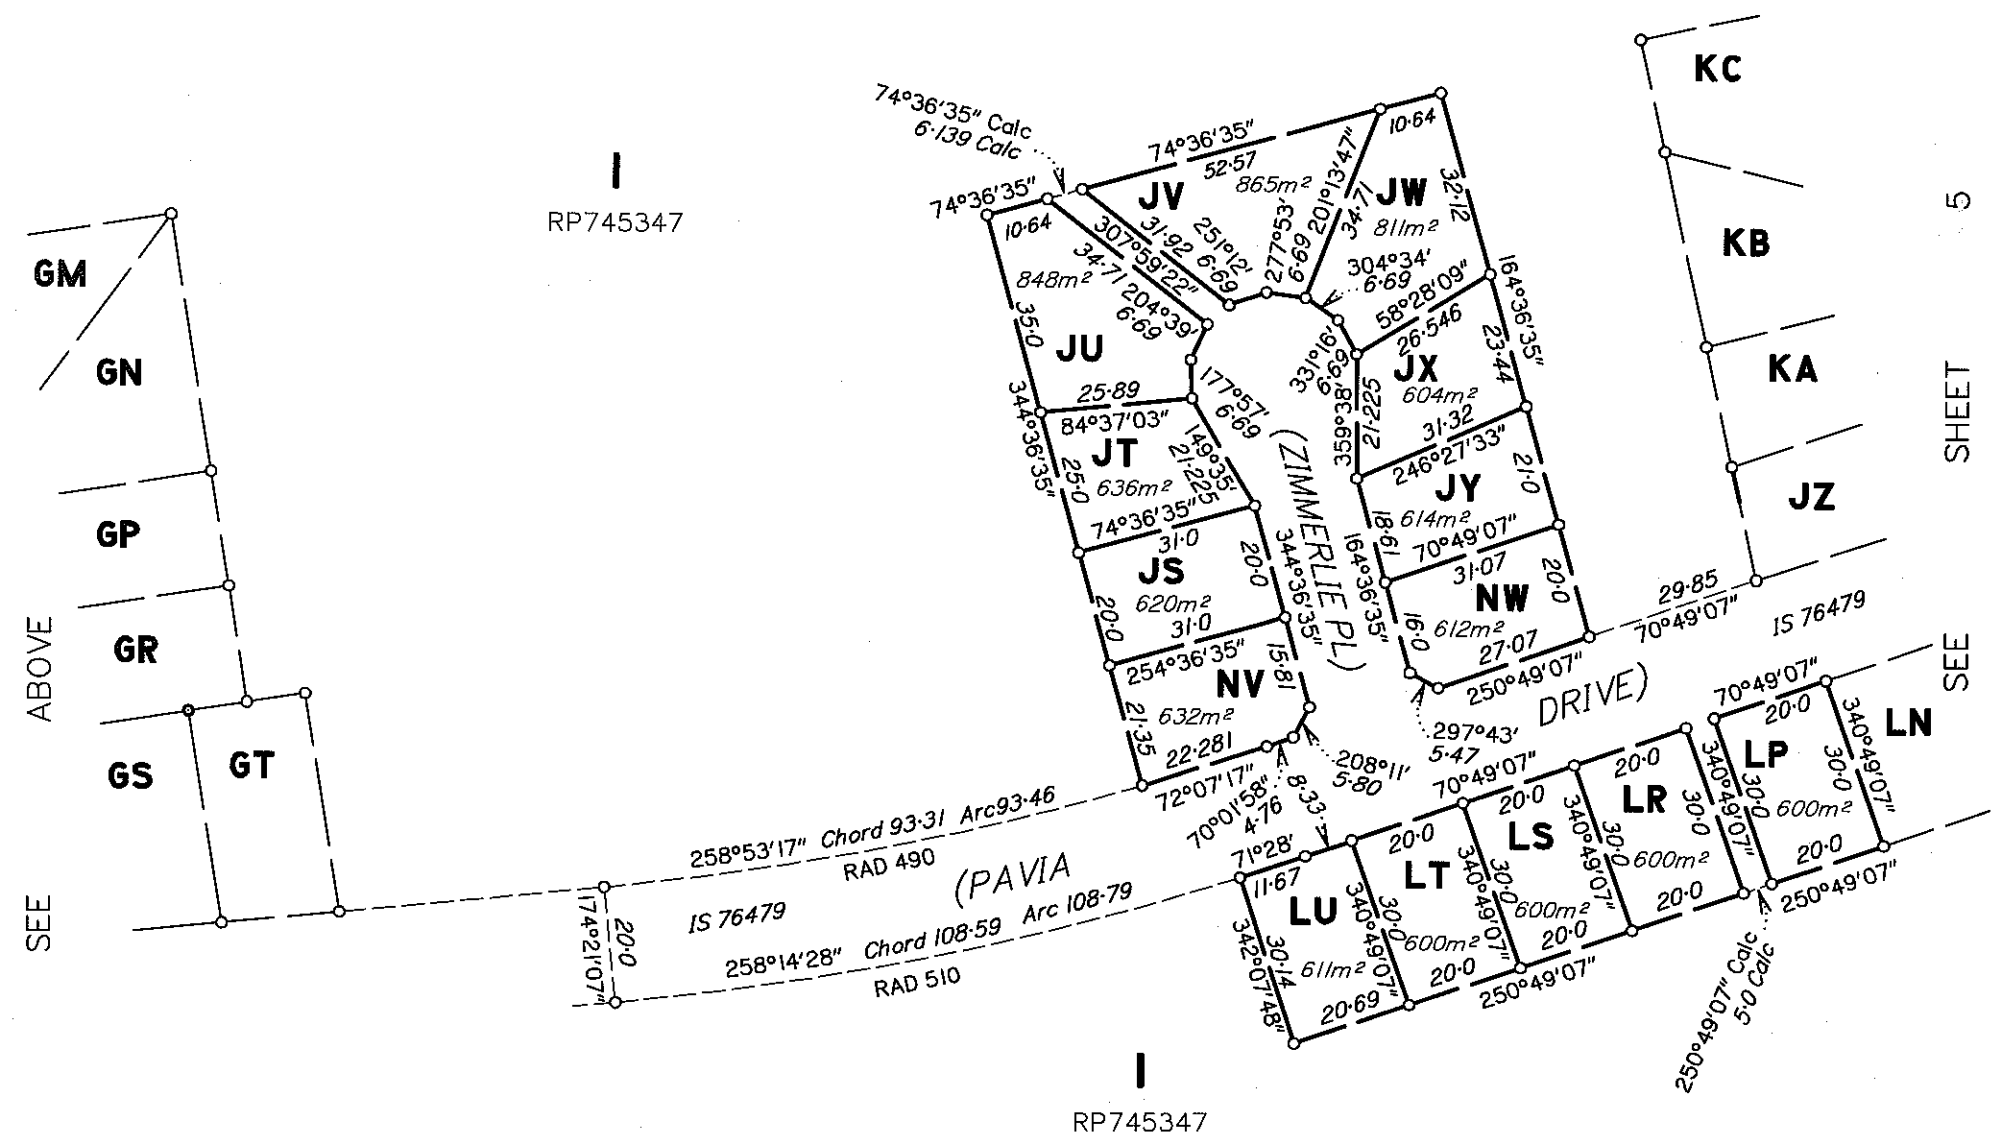 KC
KB
KA
JZ
SHEET 5
SEE
I
RP745347
GM
GN
GP
GR
GS
GT
ABOVE
SEE
74°36'35" Calc
6·139 Calc
74°36'35"
10·64
74°36'35"
52·57
10·64
JV
865m²
JW
811m²
201°13'47"
34·71
32·12
31·92
307°59'22"
34·71
251°12'
6·69
277°53'
6·69
304°34'
6·69
204°39'
6·69
848m²
JU
35·0
58°28'09"
26·546
164°36'35"
23·44
331°16'
6·69
JX
604m²
25·89
84°37'03"
344°36'35"
177°57'
6·69
359°38'
21·225
31·32
246°27'33"
JT
636m²
25·0
149°35'
21·225
(ZIMMERLIE PL)
JY
614m²
21·0
18·61
74°36'35"
31·0
70°49'07"
31·07
JS
620m²
20·0
20·0
344°36'35"
164°36'35"
NW
612m²
20·0
16·0
31·0
254°36'35"
27·07
250°49'07"
29·85
70°49'07"
IS 76479
NV
632m²
15·81
21·35
22·281
72°07'17"
297°43'
5·47
208°11'
5·80
70°01'58"
4·76
8·33
DRIVE)
258°53'17" Chord 93·31 Arc 93·46
RAD 490
(PAVIA
IS 76479
174°21'07"
20·0
258°14'28" Chord 108·59 Arc 108·79
RAD 510
71°28'
11·67
70°49'07"
20·0
20·0
20·0
70°49'07"
20·0
LU
611m²
342°07'48"
30·14
20·69
LT
600m²
340°49'07"
30·0
20·0
LS
600m²
340°49'07"
30·0
20·0
LR
600m²
340°49'07"
30·0
20·0
30·0
LP
600m²
340°49'07"
30·0
20·0
340°49'07"
30·0
LN
250°49'07"
250°49'07"
250°49'07" Calc
5·0 Calc
I
RP745347